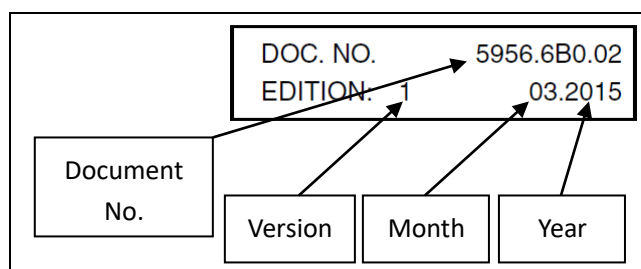 DOC. NO. 5956.6B0.02
EDITION: 1 03.2015
Document
No.
Version Month Year